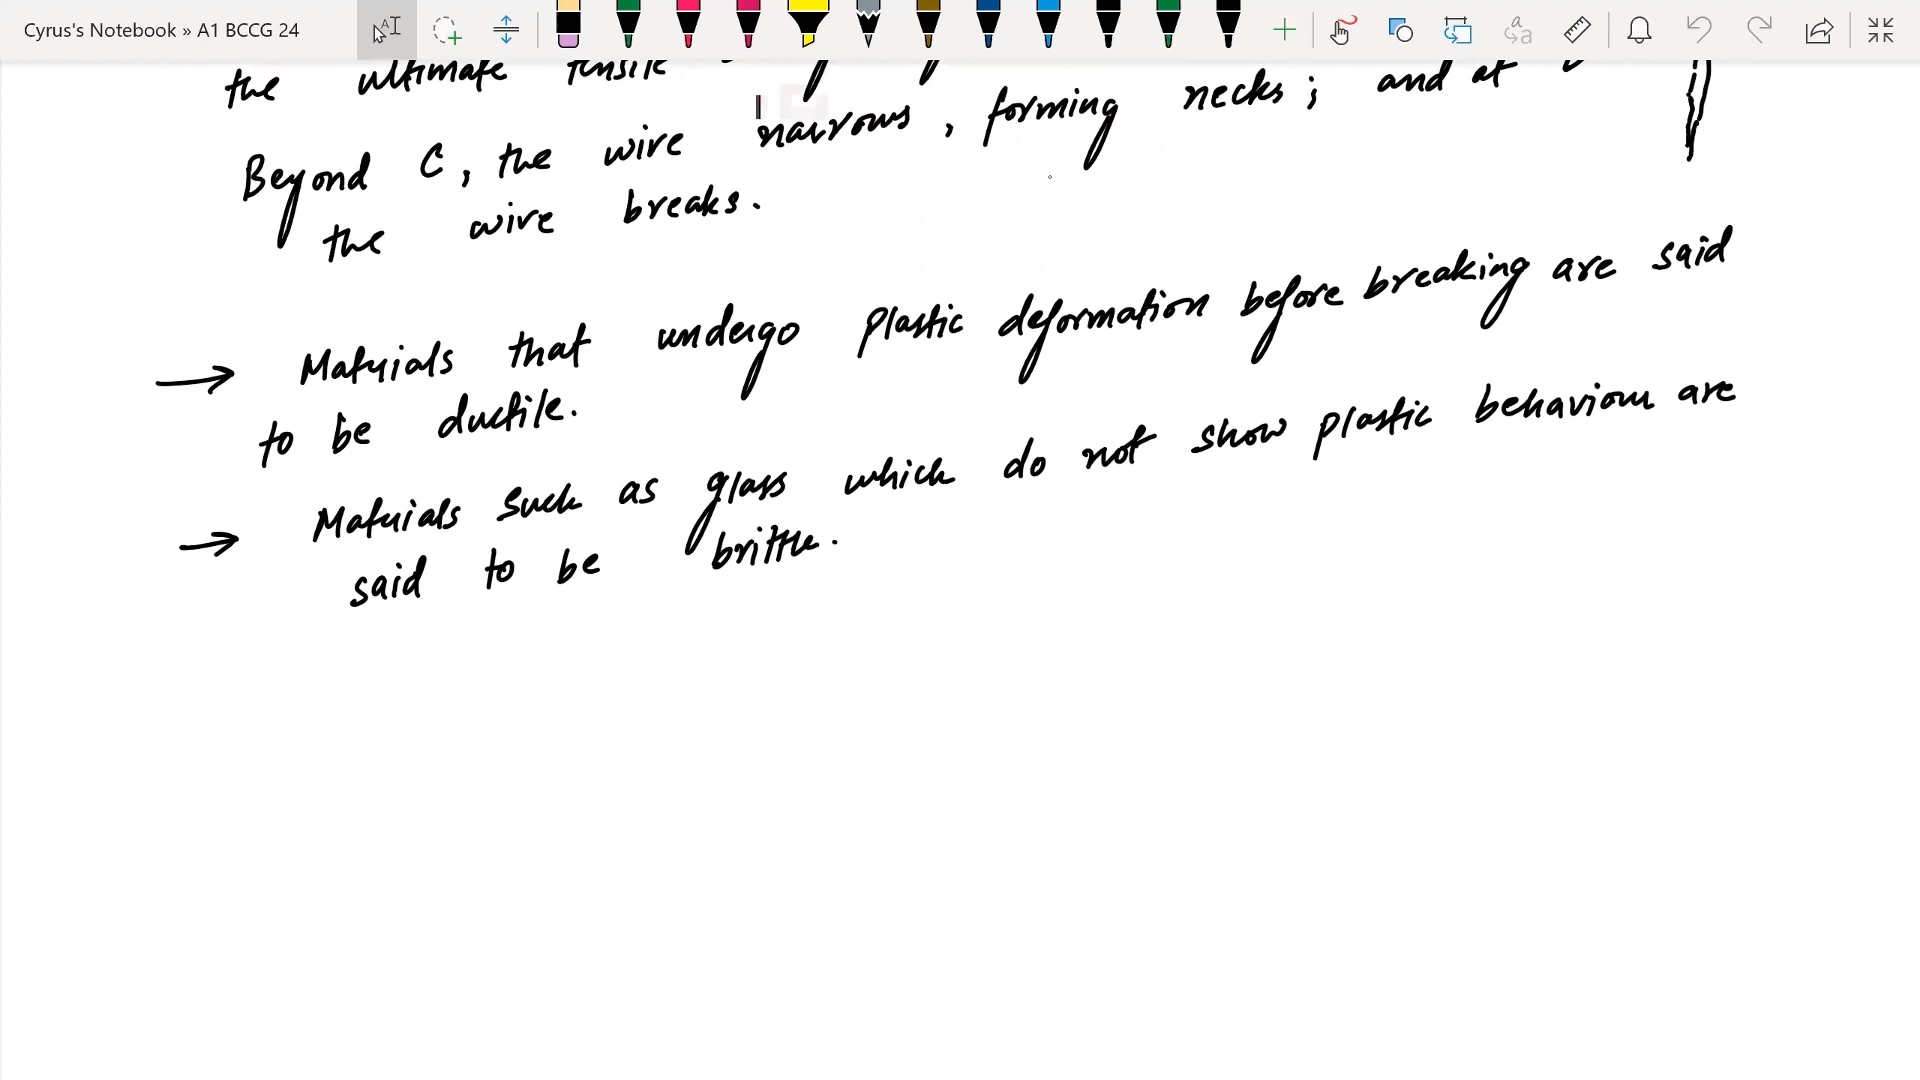 Cyrus's Notebook » A1 BCCG 24
the ultimate tensile
Beyond C, the wire narrows, forming necks; and at
the wire breaks.
→ Materials that undergo plastic deformation before breaking are said
to be ductile.
→ Materials such as glass which do not show plastic behaviour are
said to be brittle.